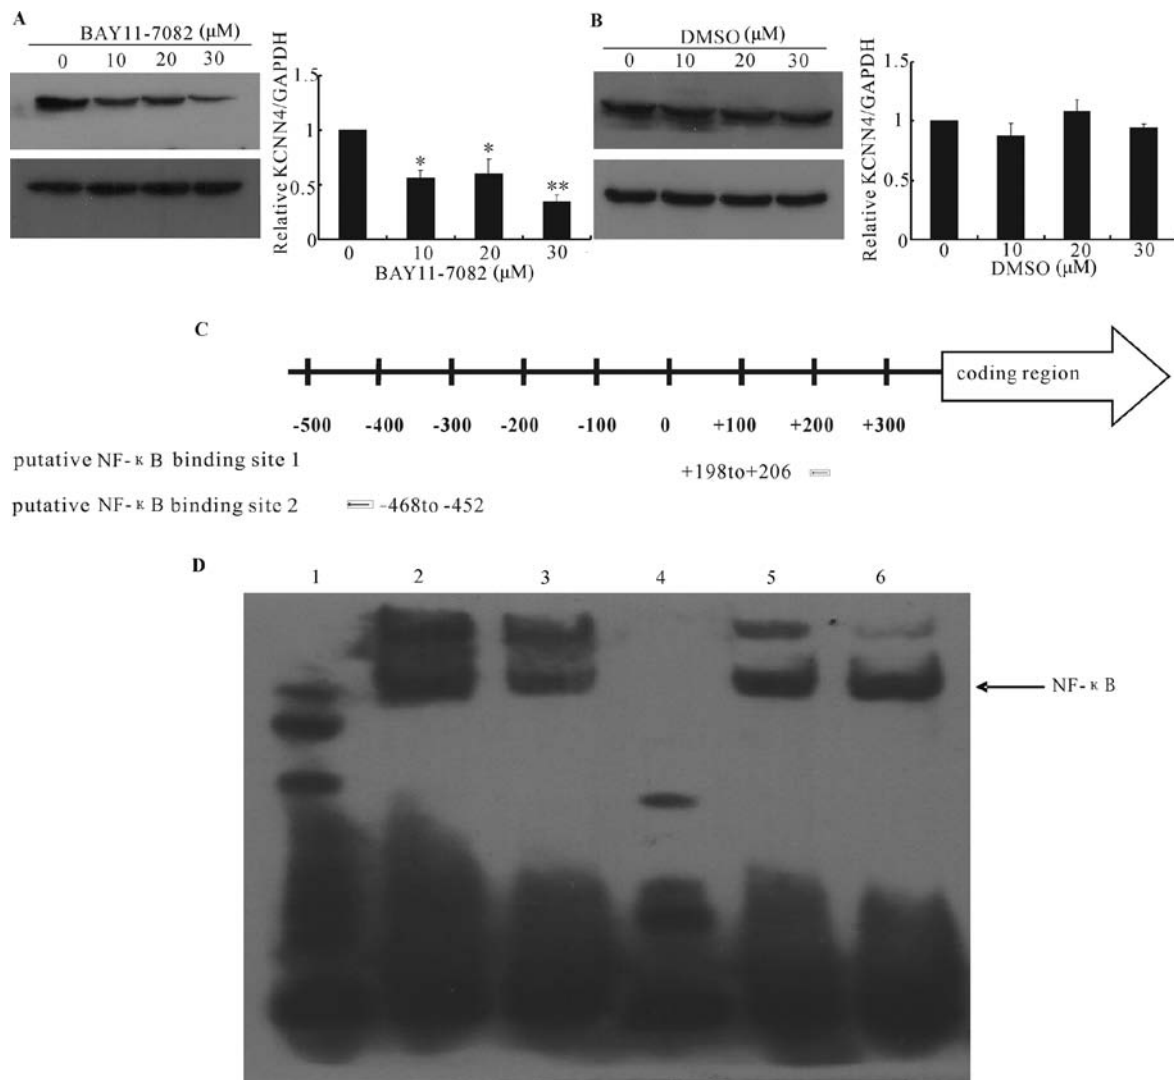 A
BAY11-7082 (μM)
0 10 20 30
Relative KCNN4/GAPDH
1.5
1
0.5
0
* * **
0 10 20 30
BAY11-7082 (μM)
B
DMSO (μM)
0 10 20 30
Relative KCNN4/GAPDH
1.5
1
0.5
0
0 10 20 30
DMSO (μM)
C
coding region
-500 -400 -300 -200 -100 0 +100 +200 +300
putative NF-κB binding site 1 +198to+206
putative NF-κB binding site 2 -468to -452
D
1 2 3 4 5 6
NF-κB